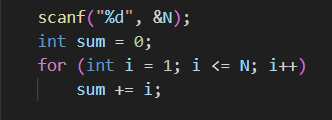 scanf("%d", &N);
int sum = 0;
for (int i = 1; i <= N; i++)
    sum += i;